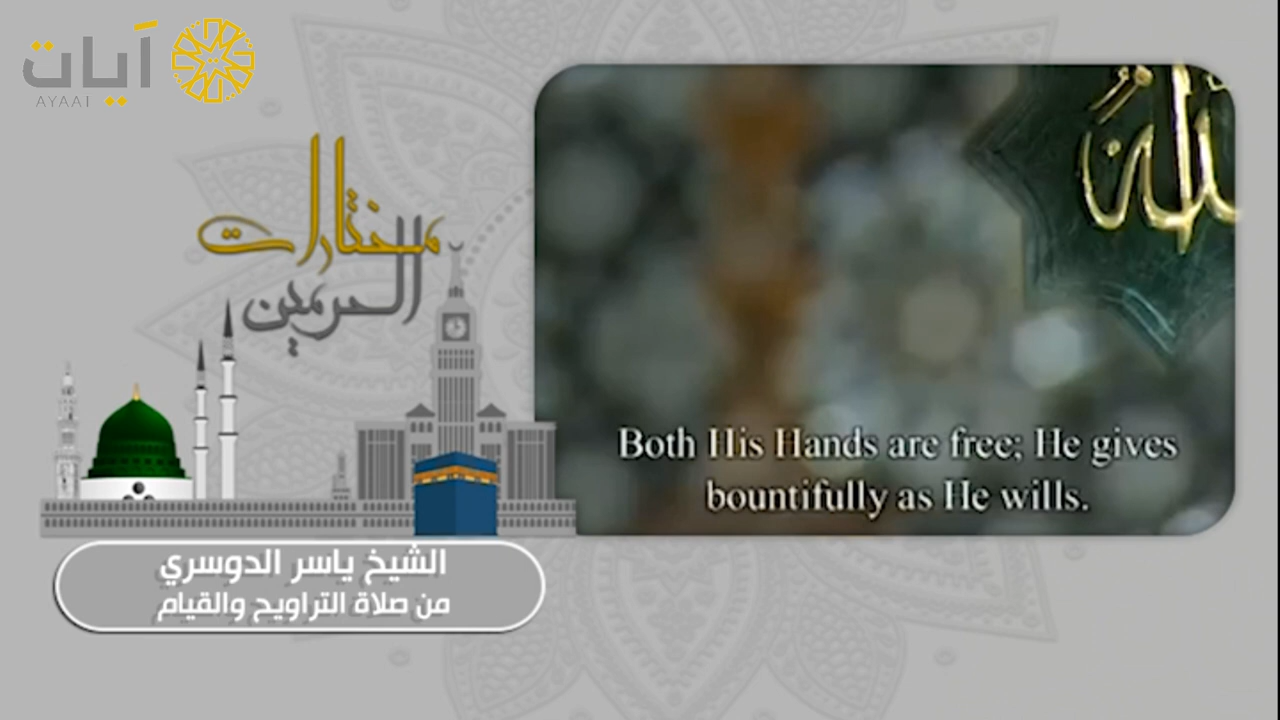 آيات
AYAAT
مختارات
الحرمين
الله
Both His Hands are free; He gives
bountifully as He wills.
الشيخ ياسر الدوسري
من صلاة التراويح والقيام